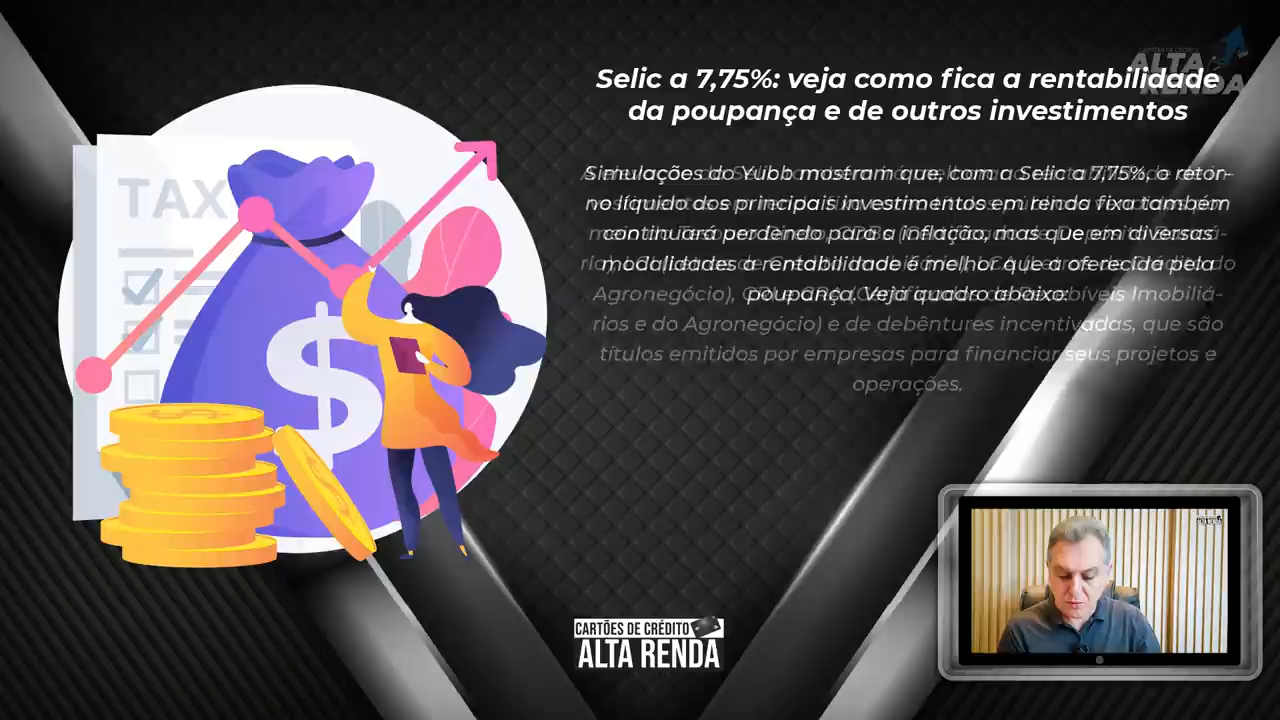 ALTA
RENDA
Selic a 7,75%: veja como fica a rentabilidade
da poupança e de outros investimentos
Simulações do Yubb mostram que, com a Selic a 7,75%, o retor-
no líquido dos principais investimentos em renda fixa também
continuará perdendo para a inflação, mas que em diversas
modalidades a rentabilidade é melhor que a oferecida pela
poupança. Veja quadro abaixo:
Agronegócio),
rios e do Agronegócio) e de debêntures incentivadas, que são
títulos emitidos por empresas para financiar seus projetos e
operações.
TAX
$
CARTÕES DE CRÉDITO
ALTA RENDA